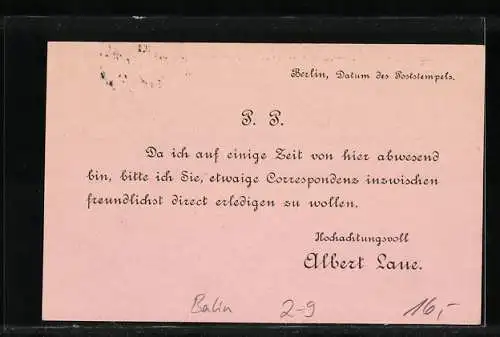 Berlin, Datum des Poststempels.
P. P.
Da ich auf einige Zeit von hier abwesend
bin, bitte ich Sie, etwaige Correspondenz inzwischen
freundlichst direct erledigen zu wollen.
Hochachtungsvoll
Albert Laue.
Berlin 2-9 16,-